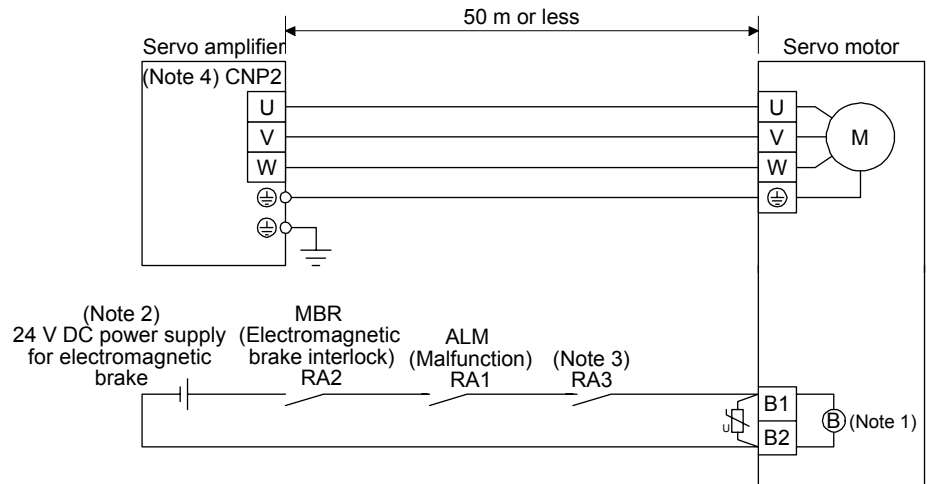 50 m or less
Servo amplifier
Servo motor
(Note 4) CNP2
U
V
W
U
V
W
M
(Note 2)
24 V DC power supply
for electromagnetic
brake
MBR
(Electromagnetic
brake interlock)
RA2
ALM
(Malfunction)
RA1
(Note 3)
RA3
U
B1
B2
B (Note 1)